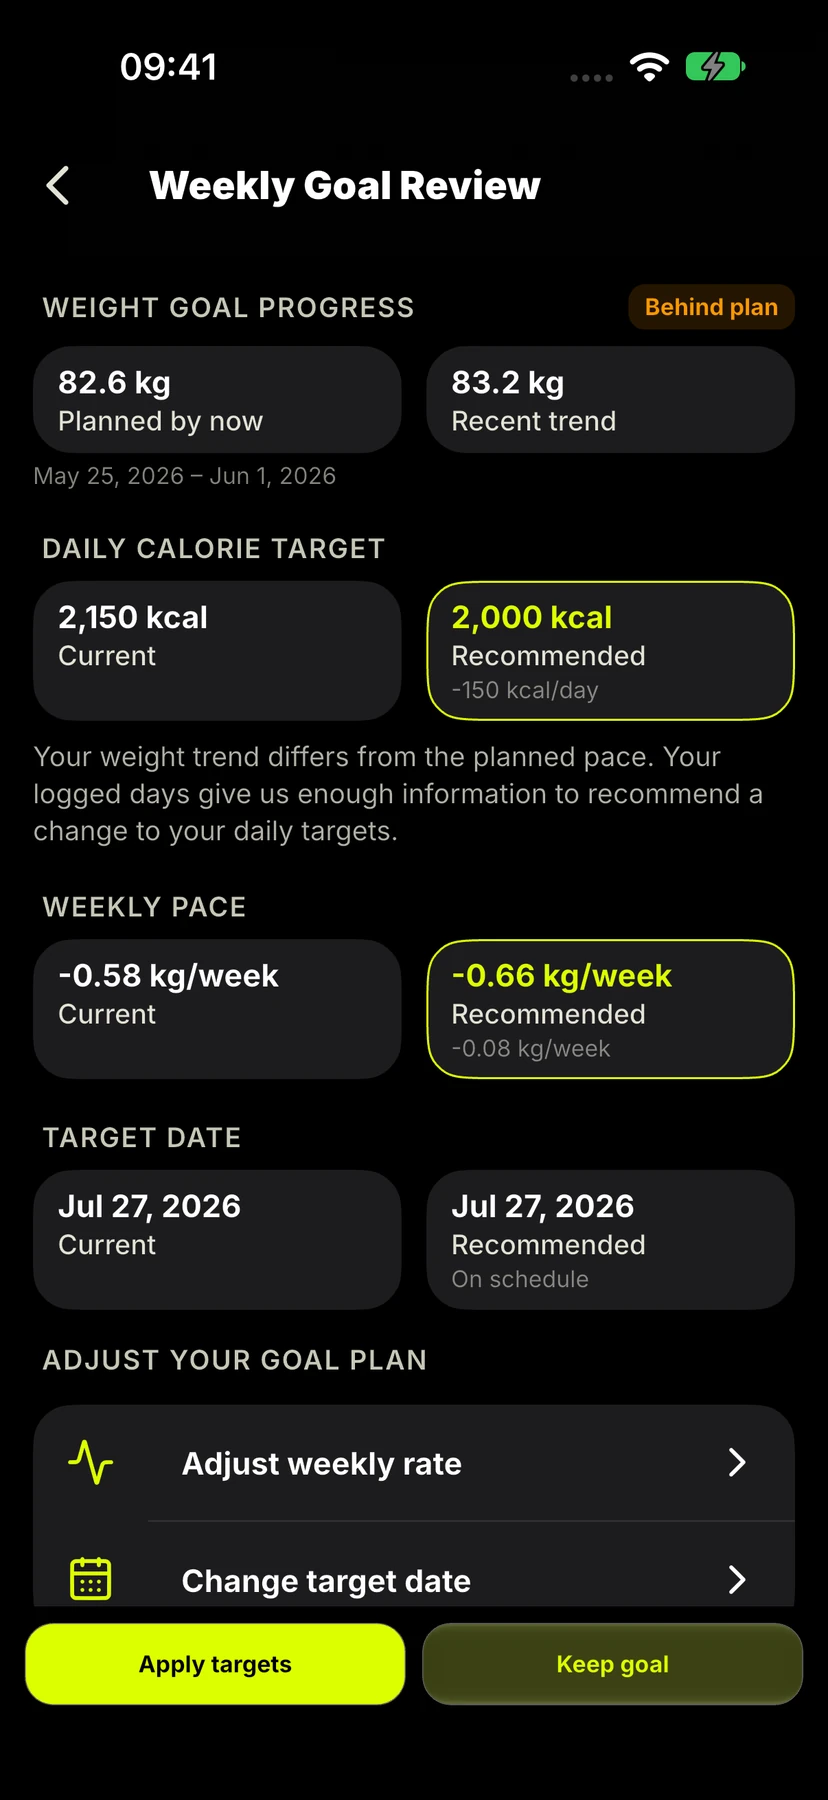 09:41
Weekly Goal Review
WEIGHT GOAL PROGRESS
Behind plan
82.6 kg
Planned by now
83.2 kg
Recent trend
May 25, 2026 – Jun 1, 2026
DAILY CALORIE TARGET
2,150 kcal
Current
2,000 kcal
Recommended
-150 kcal/day
Your weight trend differs from the planned pace. Your
logged days give us enough information to recommend a
change to your daily targets.
WEEKLY PACE
-0.58 kg/week
Current
-0.66 kg/week
Recommended
-0.08 kg/week
TARGET DATE
Jul 27, 2026
Current
Jul 27, 2026
Recommended
On schedule
ADJUST YOUR GOAL PLAN
Adjust weekly rate
Change target date
Apply targets
Keep goal